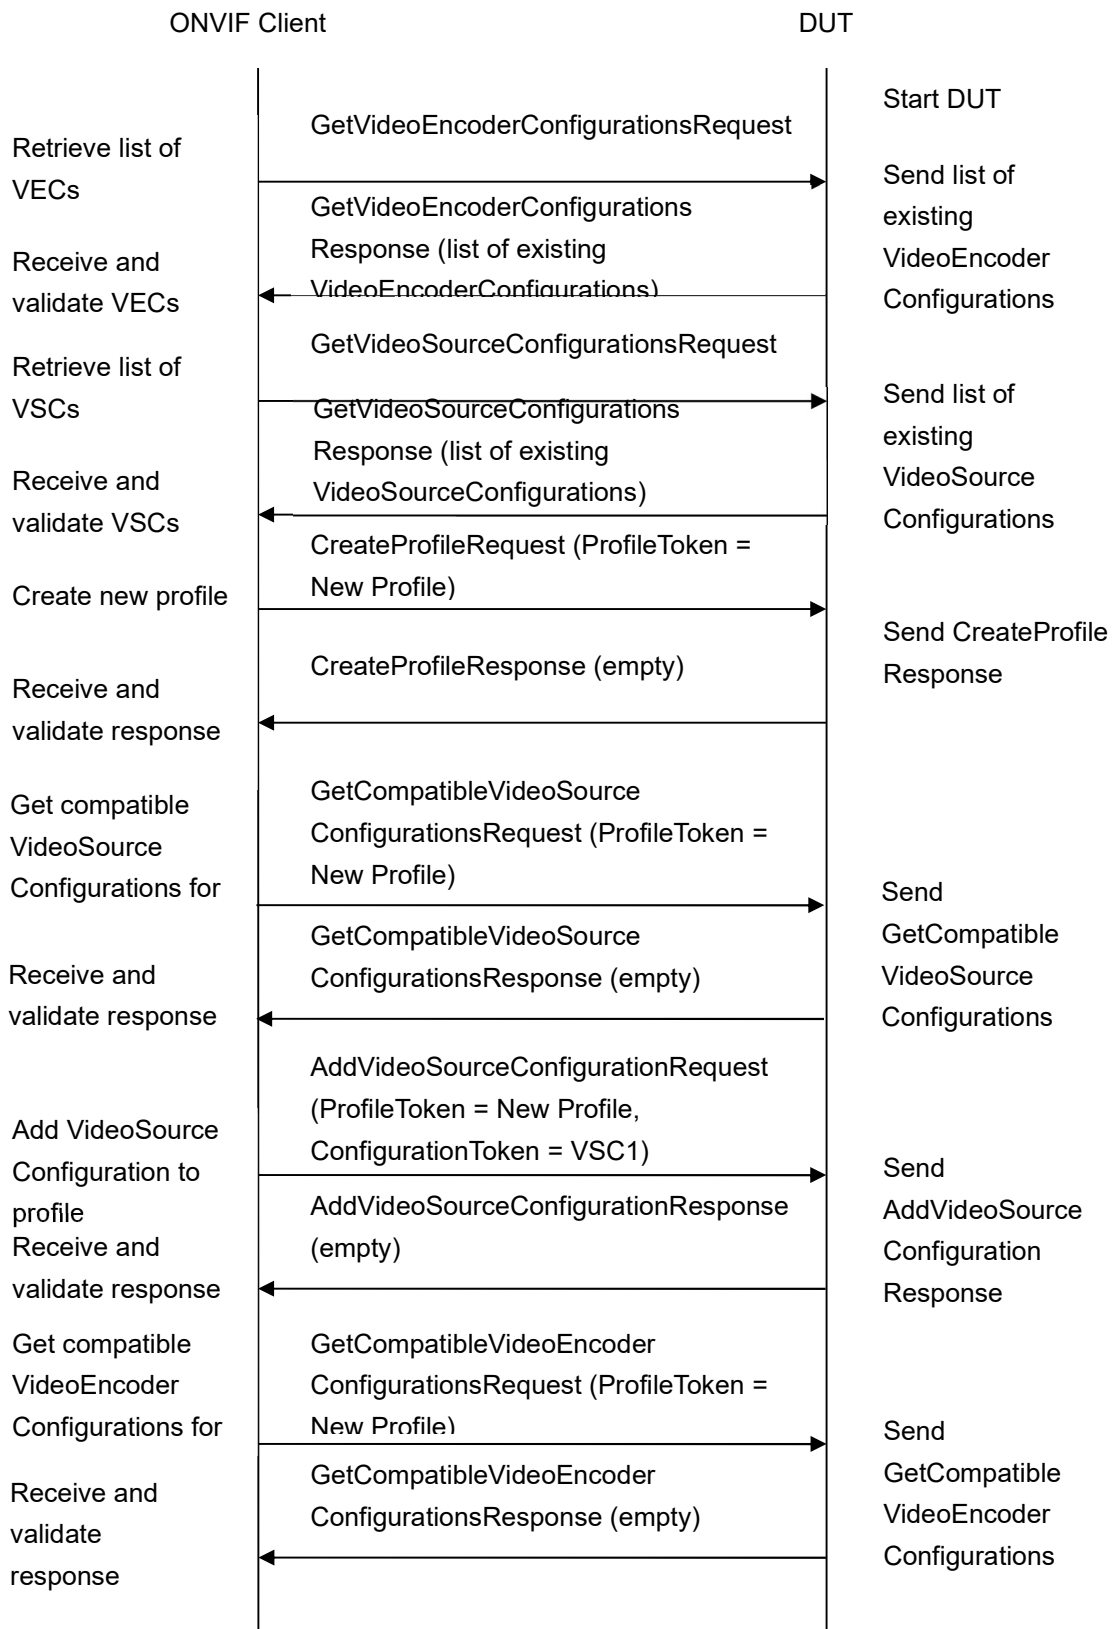 ONVIF Client
DUT
Start DUT
GetVideoEncoderConfigurationsRequest
Retrieve list of
VECs
Send list of
existing
VideoEncoder
Configurations
GetVideoEncoderConfigurations
Response (list of existing
VideoEncoderConfigurations)
Receive and
validate VECs
GetVideoSourceConfigurationsRequest
Retrieve list of
VSCs
Send list of
existing
VideoSource
Configurations
GetVideoSourceConfigurations
Response (list of existing
VideoSourceConfigurations)
Receive and
validate VSCs
CreateProfileRequest (ProfileToken =
New Profile)
Create new profile
Send CreateProfile
Response
CreateProfileResponse (empty)
Receive and
validate response
Get compatible
VideoSource
Configurations for
GetCompatibleVideoSource
ConfigurationsRequest (ProfileToken =
New Profile)
Send
GetCompatible
VideoSource
Configurations
GetCompatibleVideoSource
ConfigurationsResponse (empty)
Receive and
validate response
AddVideoSourceConfigurationRequest
(ProfileToken = New Profile,
ConfigurationToken = VSC1)
Add VideoSource
Configuration to
profile
Send
AddVideoSource
Configuration
Response
AddVideoSourceConfigurationResponse
(empty)
Receive and
validate response
Get compatible
VideoEncoder
Configurations for
GetCompatibleVideoEncoder
ConfigurationsRequest (ProfileToken =
New Profile)
Send
GetCompatible
VideoEncoder
Configurations
GetCompatibleVideoEncoder
ConfigurationsResponse (empty)
Receive and
validate
response